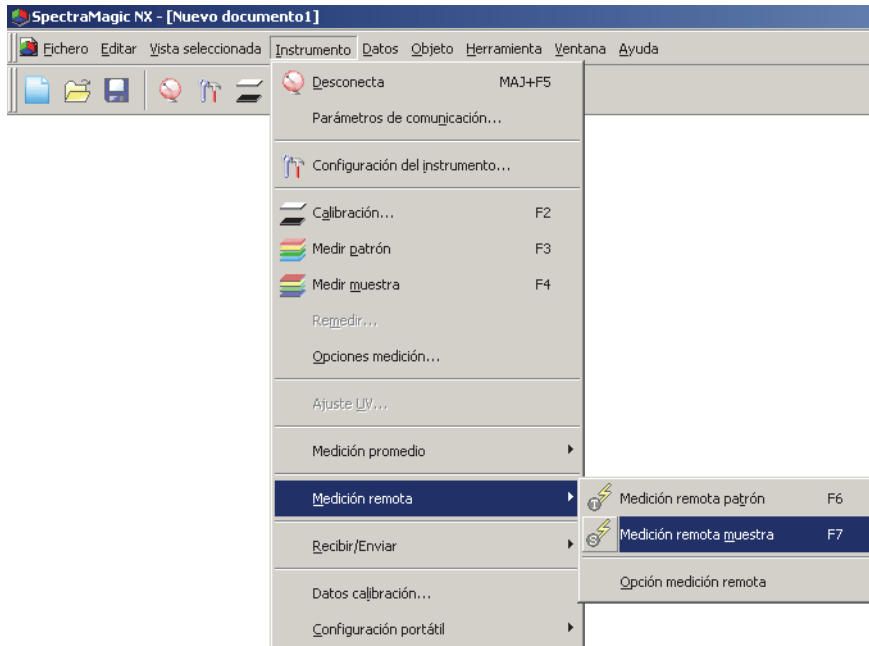 SpectraMagic NX - [Nuevo documento1]
Fichero Editar Vista seleccionada Instrumento Datos Objeto Herramienta Ventana Ayuda
Desconecta MAJ+F5
Parámetros de comunicación...
Configuración del instrumento...
Calibración... F2
Medir patrón F3
Medir muestra F4
Remedir...
Opciones medición...
Ajuste UV...
Medición promedio
Medición remota
Medición remota patrón F6
Medición remota muestra F7
Recibir/Enviar
Opción medición remota
Datos calibración...
Configuración portátil